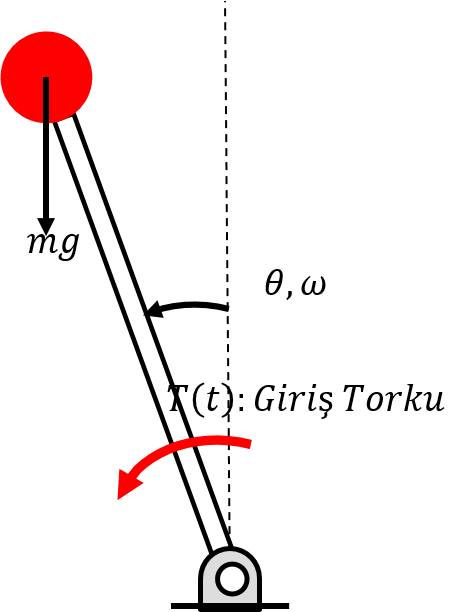 mg
θ, ω
T(t): Giriş Torku